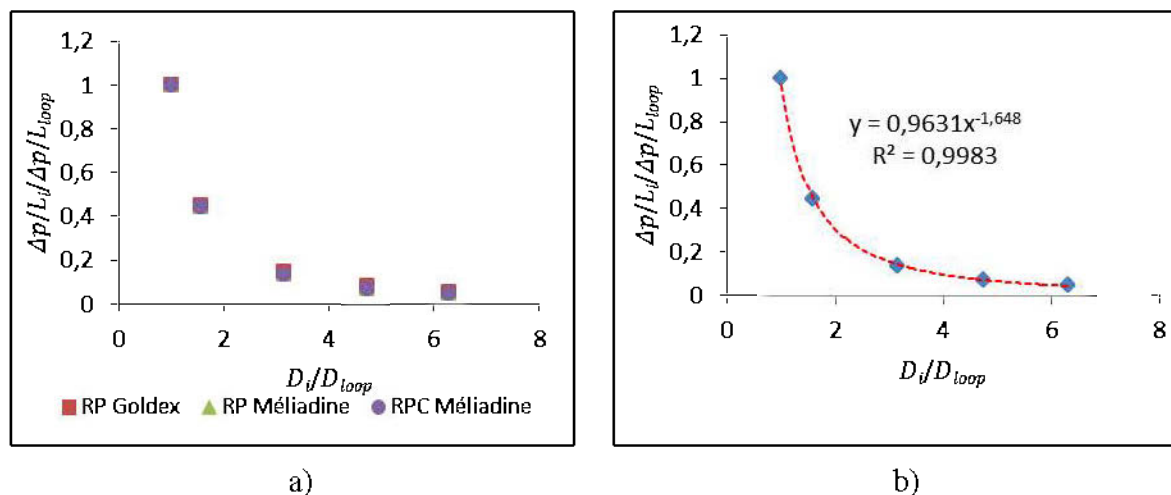 1,2
1
0,8
0,6
0,4
0,2
0
Δp/L_i/Δp/L_loop
0 2 4 6 8
D_i/D_loop
RP Goldex RP Méliadine RPC Méliadine
a)
1,2
1
0,8
0,6
0,4
0,2
0
Δp/L_i/Δp/L_loop
y = 0,9631x^-1,648
R² = 0,9983
0 2 4 6 8
D_i/D_loop
b)